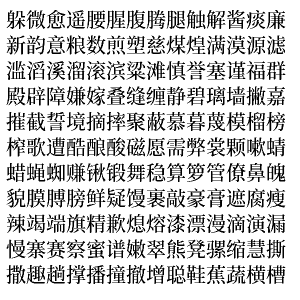 躲微愈遥腰腥腹腾腿触解酱痰廉
新韵意粮数煎塑慈煤煌满漠源滤
滥滔溪溜滚滨粱滩慎誉塞谨福群
殿辟障嫌嫁叠缝缠静碧璃墙撇嘉
摧截誓境摘摔聚蔽慕暮蔑模榴榜
榨歌遭酷酿酸磁愿需弊裳颗嗽蜻
蜡蝇蜘赚锹锻舞稳算箩管僚鼻魄
貌膜膊膀鲜疑馒裹敲豪膏遮腐瘦
辣竭端旗精歉熄熔漆漂漫滴演漏
慢寨赛察蜜谱嫩翠熊凳骡缩慧撕
撒趣趟撑播撞撤增聪鞋蕉蔬横槽